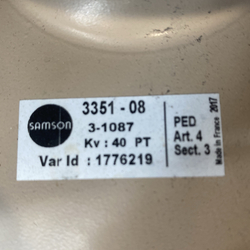 SAMSON
3351 - 08
3-1087
Kv : 40 PT
Var Id : 1776219
PED
Art. 4
Sect. 3
Made in France 2017